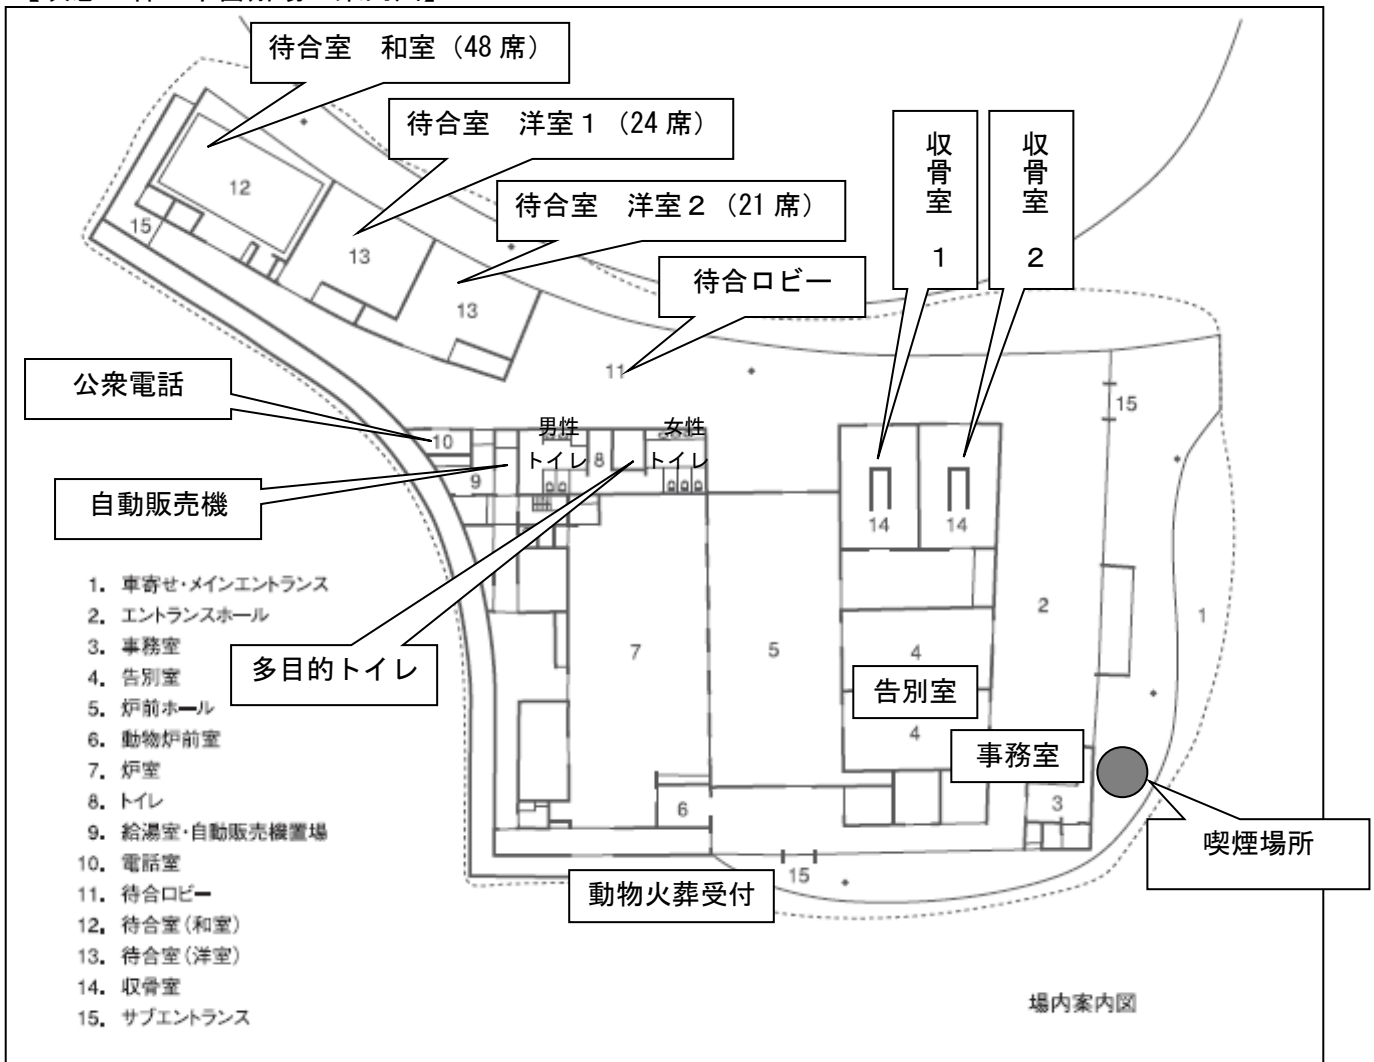 待合室　和室（48 席）
待合室　洋室１（24 席）
待合室　洋室２（21 席）
待合ロビー
収骨室　１
収骨室　２
12
15
13
13
11
15
公衆電話
10
男性
トイレ
8
女性
トイレ
自動販売機
9
14
14
多目的トイレ
7
5
4
告別室
4
2
1
事務室
3
6
喫煙場所
15
動物火葬受付
1. 車寄せ・メインエントランス
2. エントランスホール
3. 事務室
4. 告別室
5. 炉前ホール
6. 動物炉前室
7. 炉室
8. トイレ
9. 給湯室・自動販売機置場
10. 電話室
11. 待合ロビー
12. 待合室（和室）
13. 待合室（洋室）
14. 収骨室
15. サブエントランス
場内案内図